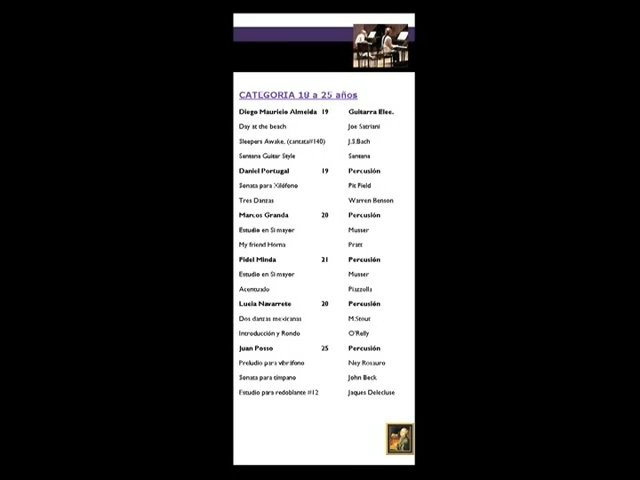 CATEGORIA 18 a 25 años
Diego Mauricio Almeida 19 Guitarra Elec.
Day at the beach Joe Satriani
Sleepers Awake. (cantata#140) J.S.Bach
Santana Guitar Style Santana
Daniel Portugal 19 Percusión
Sonata para Xilófono Pit Field
Tres Danzas Warren Benson
Marcos Granda 20 Percusión
Estudio en Si mayor Musser
My friend Horna Pratt
Fidel Minda 21 Percusión
Estudio en Si mayor Musser
Acentuado Piazzolla
Lucia Navarrete 20 Percusión
Dos danzas mexicanas M.Stout
Introducción y Rondo O'Relly
Juan Posso 25 Percusión
Preludio para vibráfono Ney Rosauro
Sonata para tímpano John Beck
Estudio para redoblante #12 Jaques Delecluse